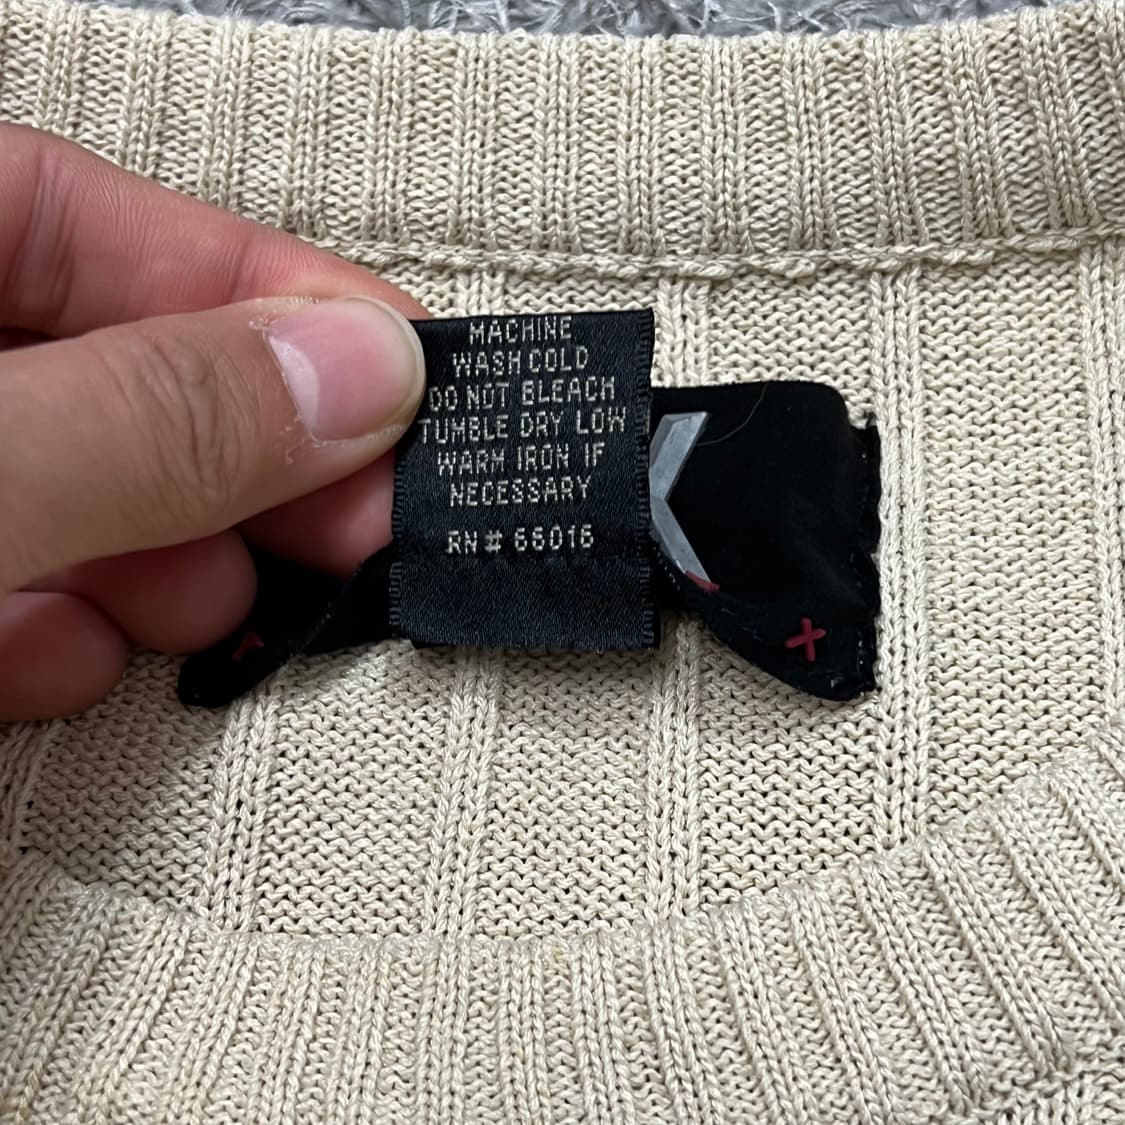 MACHINE
WASH COLD
DO NOT BLEACH
TUMBLE DRY LOW
WARM IRON IF
NECESSARY
RN# 66016